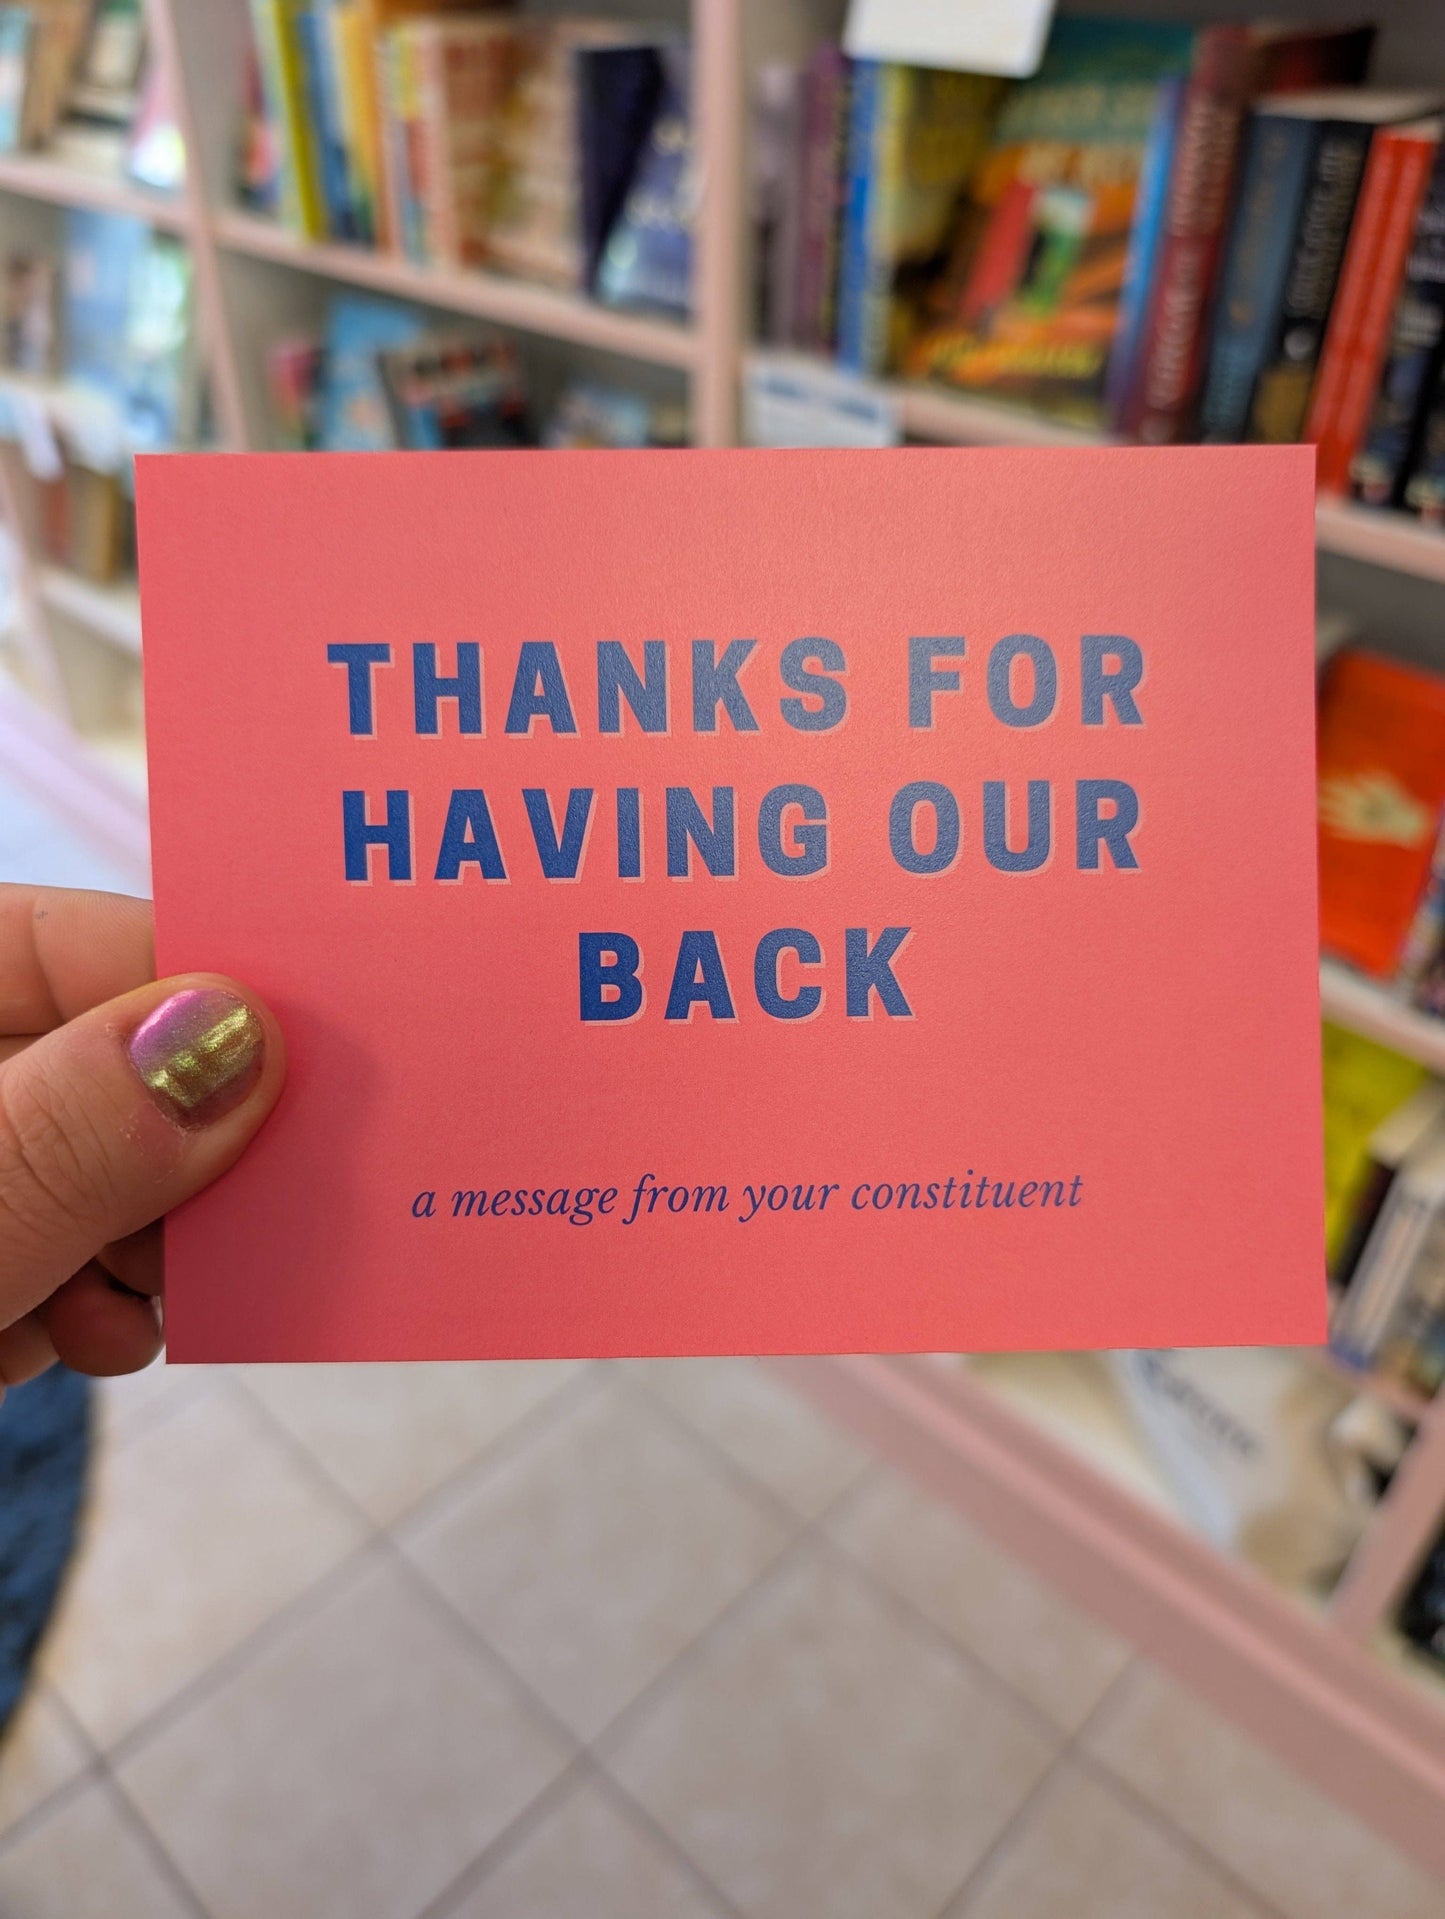 THANKS FOR
HAVING OUR
BACK
a message from your constituent